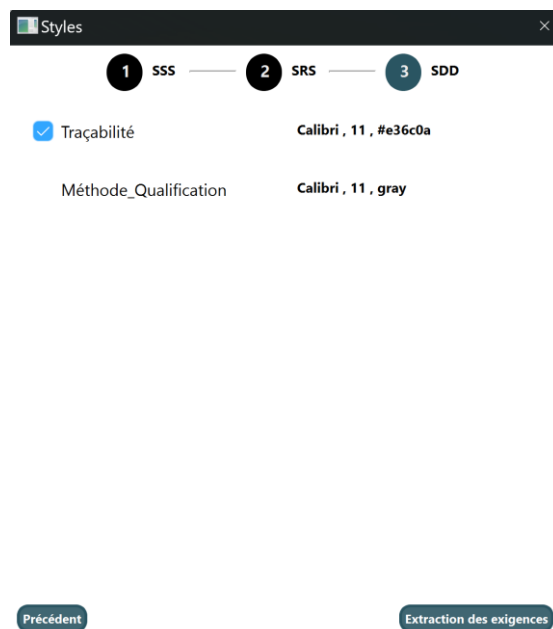 Styles
1 SSS 2 SRS 3 SDD
Traçabilité Calibri , 11 , #e36c0a
Méthode_Qualification Calibri , 11 , gray
Précédent Extraction des exigences